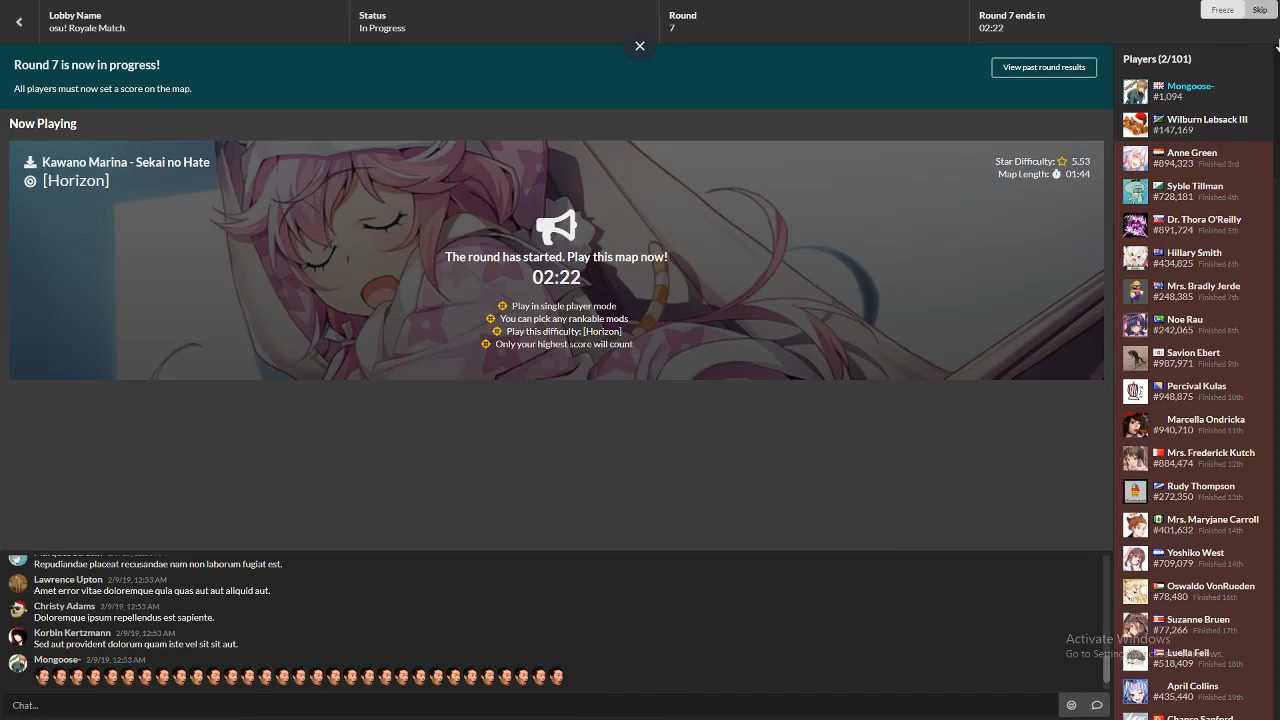 Lobby Name
osu! Royale Match
Status
In Progress
Round
7
Round 7 ends in
02:22
Freeze
Skip
Round 7 is now in progress!
All players must now set a score on the map.
View past round results
Now Playing
Kawano Marina - Sekai no Hate
[Horizon]
Star Difficulty: 5.53
Map Length: 01:44
The round has started. Play this map now!
02:22
Play in single player mode
You can pick any rankable mods
Play this difficulty: [Horizon]
Only your highest score will count
Repudiandae placeat recusandae nam non laborum fugiat est.
Lawrence Upton 2/9/19, 12:53 AM
Amet error vitae doloremque quia quas aut aut aliquid aut.
Christy Adams 2/9/19, 12:53 AM
Doloremque ipsum repellendus est sapiente.
Korbin Kertzmann 2/9/19, 12:53 AM
Sed aut provident dolorum quam iste vel sit sit aut.
Mongoose- 2/9/19, 12:53 AM
Chat...
Players (2/101)
Mongoose-
#1,094
Wilburn Lebsack III
#147,169
Anne Green
#894,323 Finished 3rd
Syble Tillman
#728,181 Finished 4th
Dr. Thora O'Reilly
#891,724 Finished 5th
Hillary Smith
#434,825 Finished 6th
Mrs. Bradly Jerde
#248,385 Finished 7th
Noe Rau
#242,065 Finished 8th
Savion Ebert
#987,971 Finished 9th
Percival Kulas
#948,875 Finished 10th
Marcella Ondricka
#940,710 Finished 11th
Mrs. Frederick Kutch
#884,474 Finished 12th
Rudy Thompson
#272,350 Finished 13th
Mrs. Maryjane Carroll
#401,632 Finished 14th
Yoshiko West
#709,079 Finished 14th
Oswaldo VonRueden
#78,480 Finished 16th
Suzanne Bruen
#77,266 Finished 17th
Activate Windows
Luella Feil
#518,409 Finished 18th
April Collins
#435,440 Finished 19th
Chance Sanford